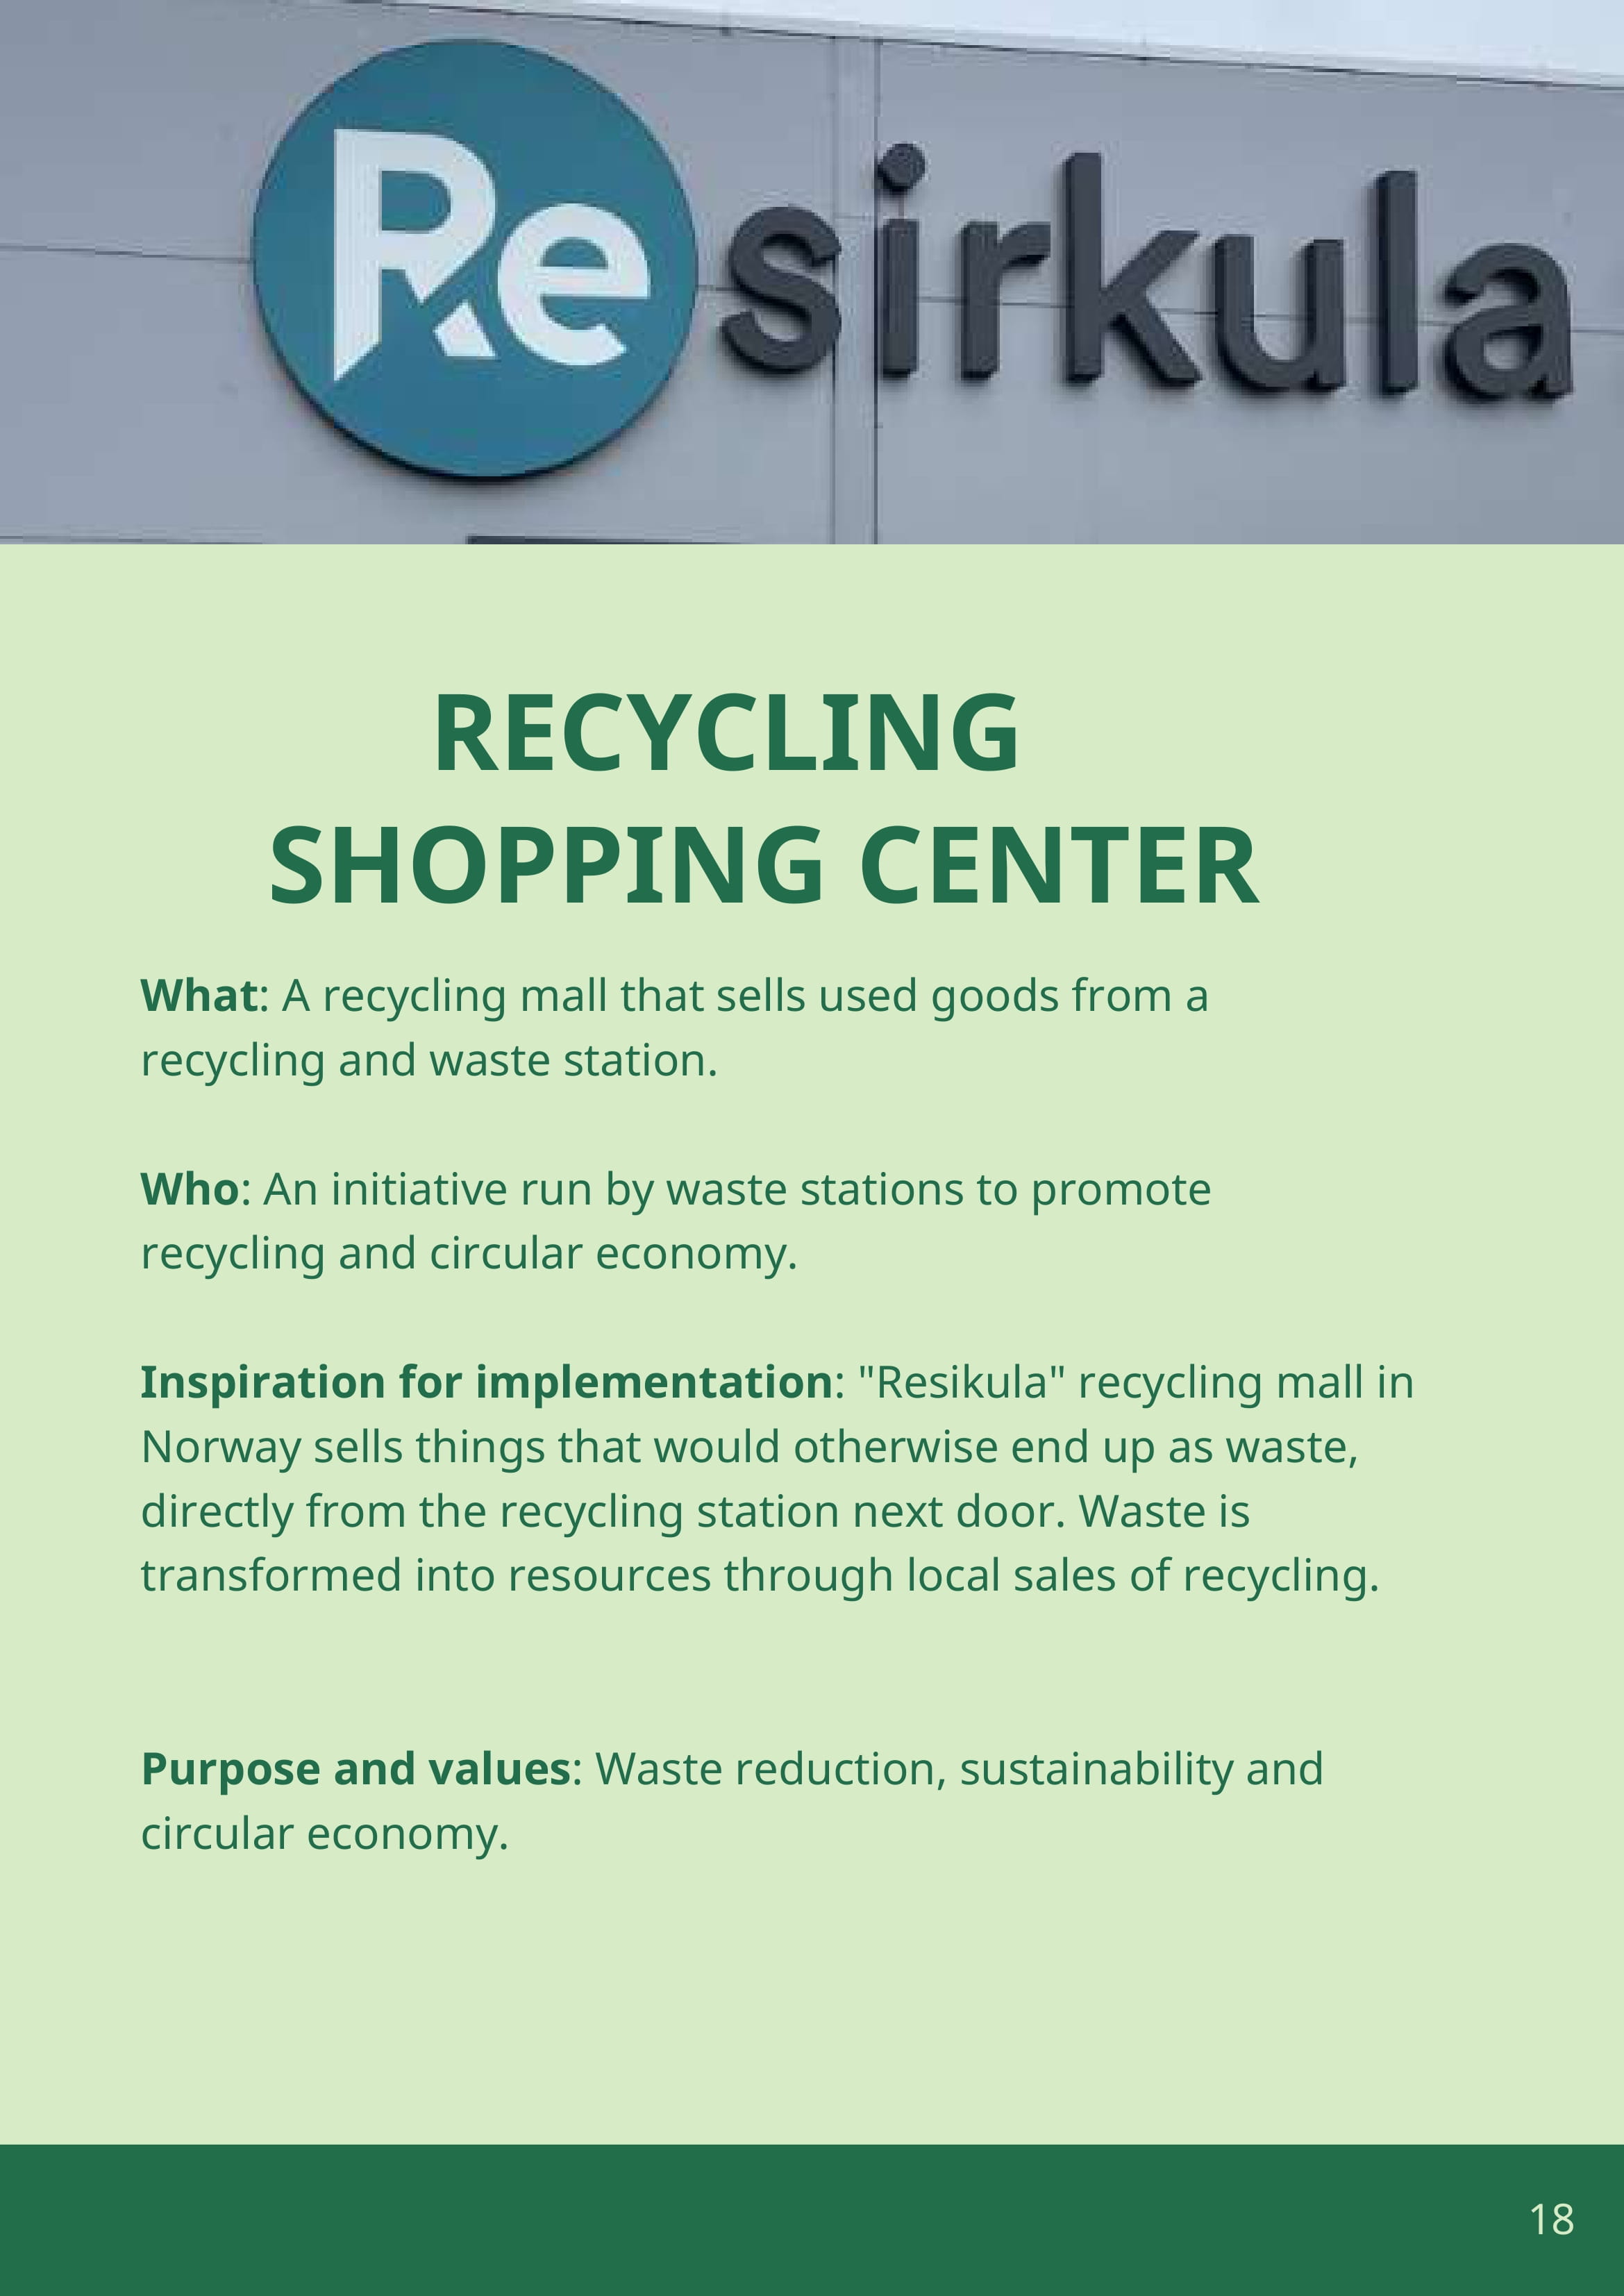 Resirkula
RECYCLING
SHOPPING CENTER
What: A recycling mall that sells used goods from a
recycling and waste station.
Who: An initiative run by waste stations to promote
recycling and circular economy.
Inspiration for implementation: "Resikula" recycling mall in
Norway sells things that would otherwise end up as waste,
directly from the recycling station next door. Waste is
transformed into resources through local sales of recycling.
Purpose and values: Waste reduction, sustainability and
circular economy.
18